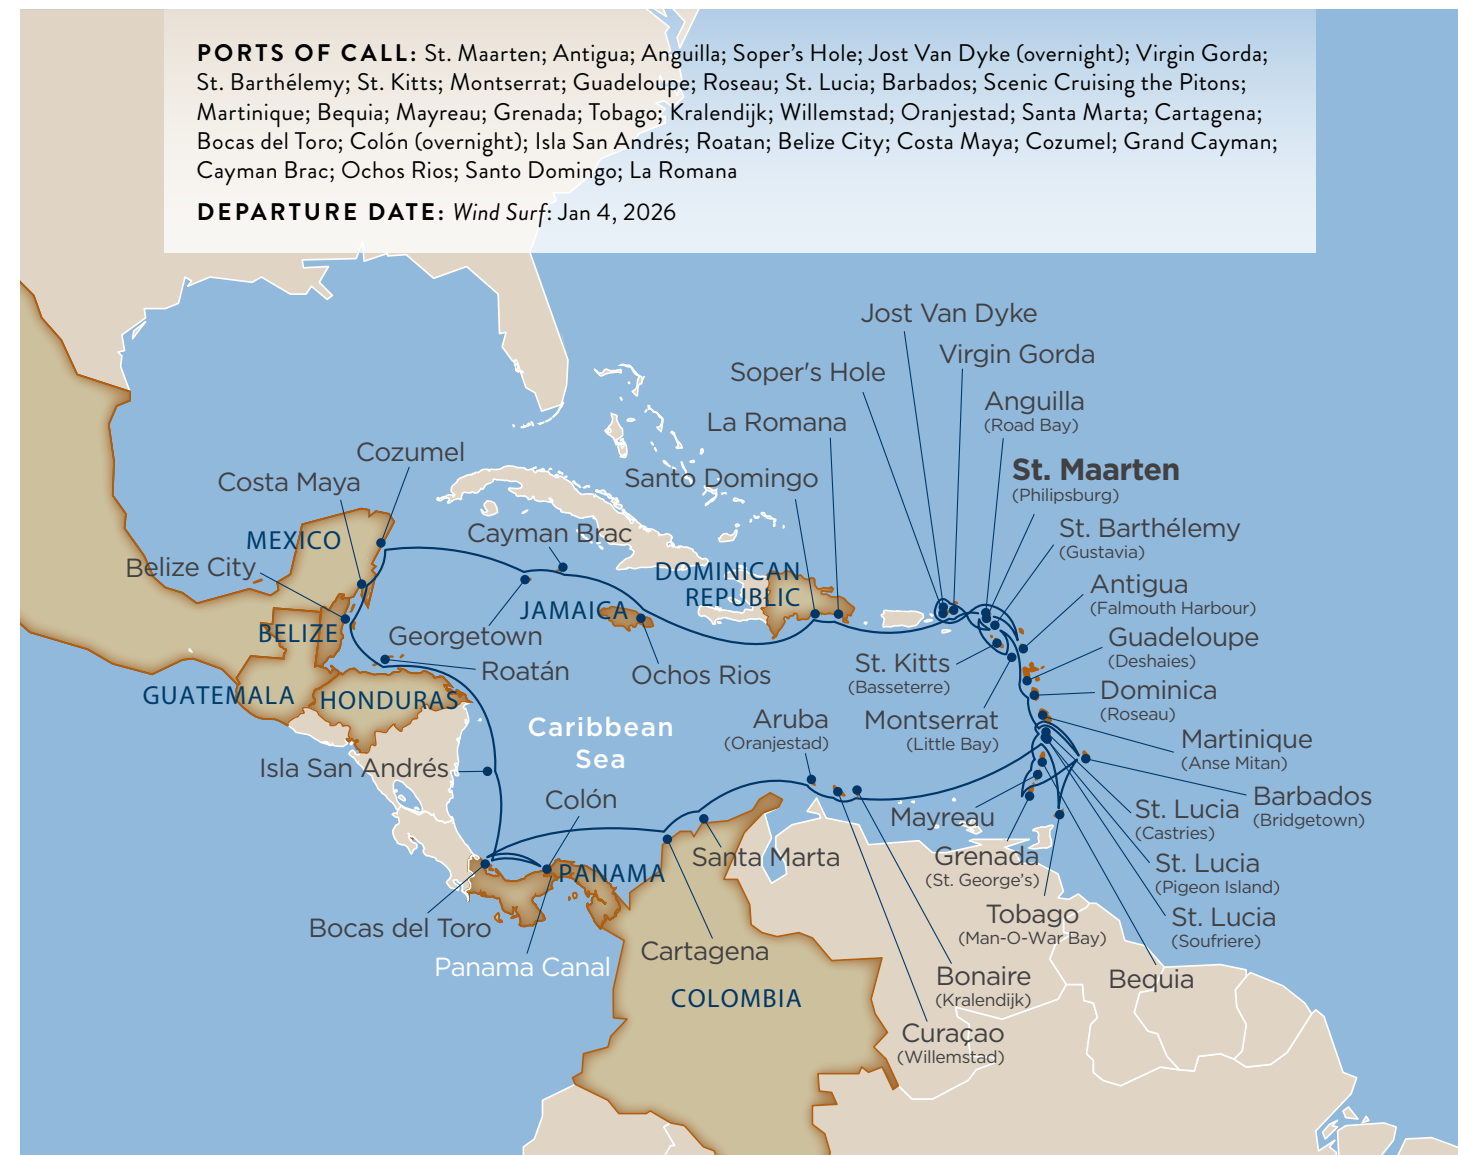 PORTS OF CALL: St. Maarten; Antigua; Anguilla; Soper's Hole; Jost Van Dyke (overnight); Virgin Gorda;
St. Barthélemy; St. Kitts; Montserrat; Guadeloupe; Roseau; St. Lucia; Barbados; Scenic Cruising the Pitons;
Martinique; Bequia; Mayreau; Grenada; Tobago; Kralendijk; Willemstad; Oranjestad; Santa Marta; Cartagena;
Bocas del Toro; Colón (overnight); Isla San Andrés; Roatan; Belize City; Costa Maya; Cozumel; Grand Cayman;
Cayman Brac; Ochos Rios; Santo Domingo; La Romana
DEPARTURE DATE: Wind Surf: Jan 4, 2026
Jost Van Dyke
Virgin Gorda
Soper's Hole
Anguilla
(Road Bay)
La Romana
Cozumel
St. Maarten
(Philipsburg)
Santo Domingo
Costa Maya
St. Barthélemy
(Gustavia)
Cayman Brac
MEXICO
Belize City
DOMINICAN
REPUBLIC
Antigua
(Falmouth Harbour)
JAMAICA
BELIZE
Georgetown
Guadeloupe
(Deshaies)
St. Kitts
(Basseterre)
Roatán
Ochos Rios
GUATEMALA
HONDURAS
Dominica
(Roseau)
Caribbean
Sea
Aruba
(Oranjestad)
Montserrat
(Little Bay)
Martinique
(Anse Mitan)
Isla San Andrés
Colón
Mayreau
St. Lucia
(Castries)
Barbados
(Bridgetown)
Santa Marta
Grenada
(St. George's)
St. Lucia
(Pigeon Island)
PANAMA
Bocas del Toro
Tobago
(Man-O-War Bay)
St. Lucia
(Soufriere)
Cartagena
Panama Canal
Bonaire
(Kralendijk)
Bequia
COLOMBIA
Curaçao
(Willemstad)